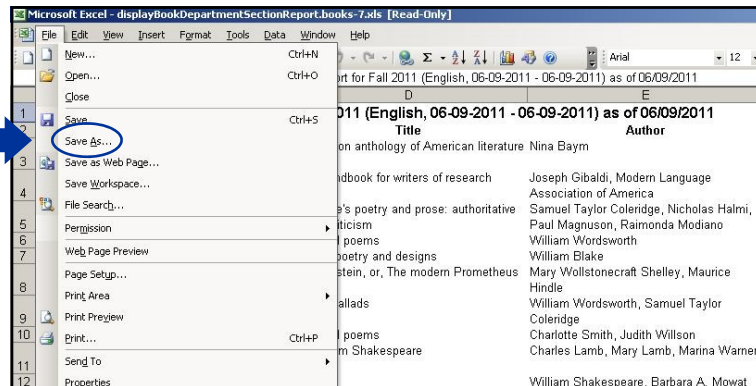 Microsoft Excel - displayBookDepartmentSectionReport.books-7.xls [Read-Only]
File Edit View Insert Format Tools Data Window Help
Arial 12
rt for Fall 2011 (English, 06-09-2011 - 06-09-2011) as of 06/09/2011
New... Ctrl+N
Open... Ctrl+O
Close
Save Ctrl+S
Save As...
Save as Web Page...
Save Workspace...
File Search...
Permission
Web Page Preview
Page Setup...
Print Area
Print Preview
Print... Ctrl+P
Send To
Properties
D E
1 011 (English, 06-09-2011 - 06-09-2011) as of 06/09/2011
2 Title Author
3 on anthology of American literature Nina Baym
4 ndbook for writers of research Joseph Gibaldi, Modern Language
Association of America
5 e's poetry and prose: authoritative Samuel Taylor Coleridge, Nicholas Halmi,
iticism Paul Magnuson, Raimonda Modiano
6 l poems William Wordsworth
7 poetry and designs William Blake
8 stein, or, The modern Prometheus Mary Wollstonecraft Shelley, Maurice
Hindle
9 allads William Wordsworth, Samuel Taylor
Coleridge
10 l poems Charlotte Smith, Judith Willson
11 m Shakespeare Charles Lamb, Mary Lamb, Marina Warner
12 William Shakespeare, Barbara A. Mowat